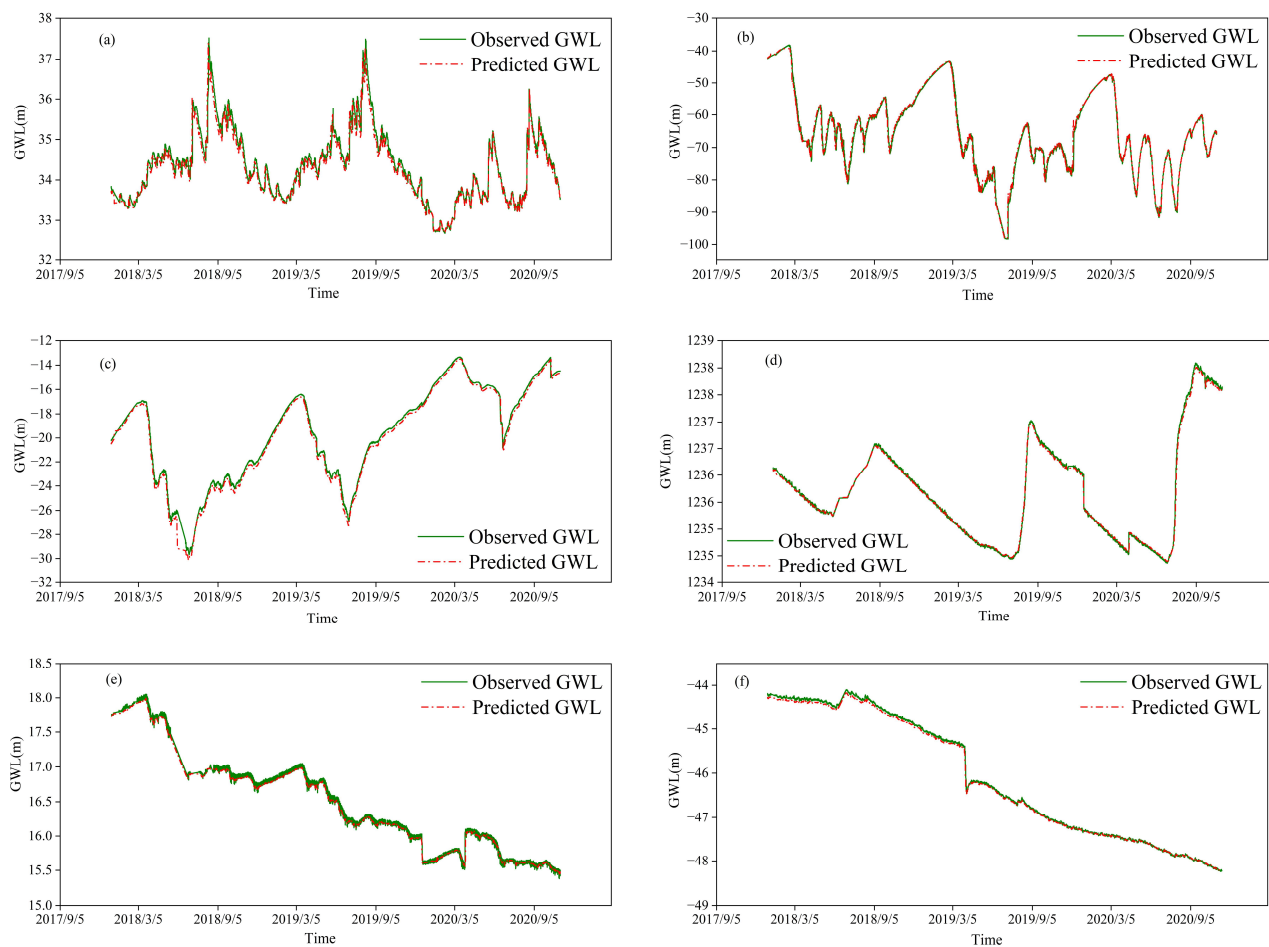 38
37
36
35
34
33
32
GWL(m)
(a)
Observed GWL
Predicted GWL
2017/9/5 2018/3/5 2018/9/5 2019/3/5 2019/9/5 2020/3/5 2020/9/5
Time
−30
−40
−50
−60
−70
−80
−90
−100
GWL(m)
(b)
Observed GWL
Predicted GWL
2017/9/5 2018/3/5 2018/9/5 2019/3/5 2019/9/5 2020/3/5 2020/9/5
Time
−12
−14
−16
−18
−20
−22
−24
−26
−28
−30
−32
GWL(m)
(c)
Observed GWL
Predicted GWL
2017/9/5 2018/3/5 2018/9/5 2019/3/5 2019/9/5 2020/3/5 2020/9/5
Time
1239
1238
1238
1237
1237
1236
1236
1235
1235
1234
GWL(m)
(d)
Observed GWL
Predicted GWL
2017/9/5 2018/3/5 2018/9/5 2019/3/5 2019/9/5 2020/3/5 2020/9/5
Time
18.5
18.0
17.5
17.0
16.5
16.0
15.5
15.0
GWL(m)
(e)
Observed GWL
Predicted GWL
2017/9/5 2018/3/5 2018/9/5 2019/3/5 2019/9/5 2020/3/5 2020/9/5
Time
−44
−45
−46
−47
−48
−49
GWL(m)
(f)
Observed GWL
Predicted GWL
2017/9/5 2018/3/5 2018/9/5 2019/3/5 2019/9/5 2020/3/5 2020/9/5
Time